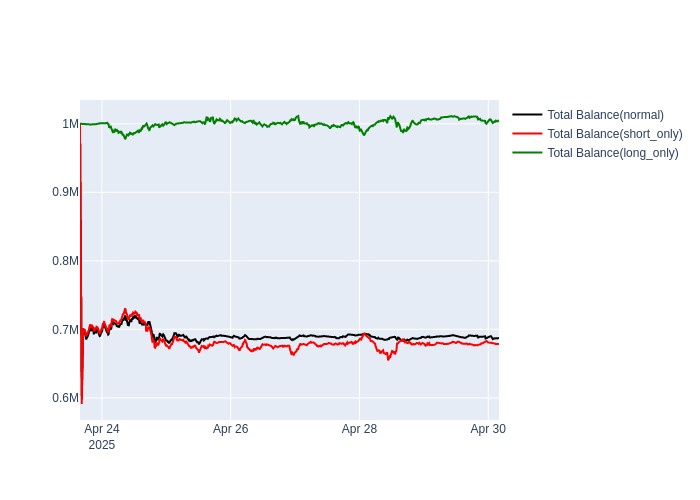 1M
0.9M
0.8M
0.7M
0.6M
Apr 24
2025
Apr 26
Apr 28
Apr 30
Total Balance(normal)
Total Balance(short_only)
Total Balance(long_only)